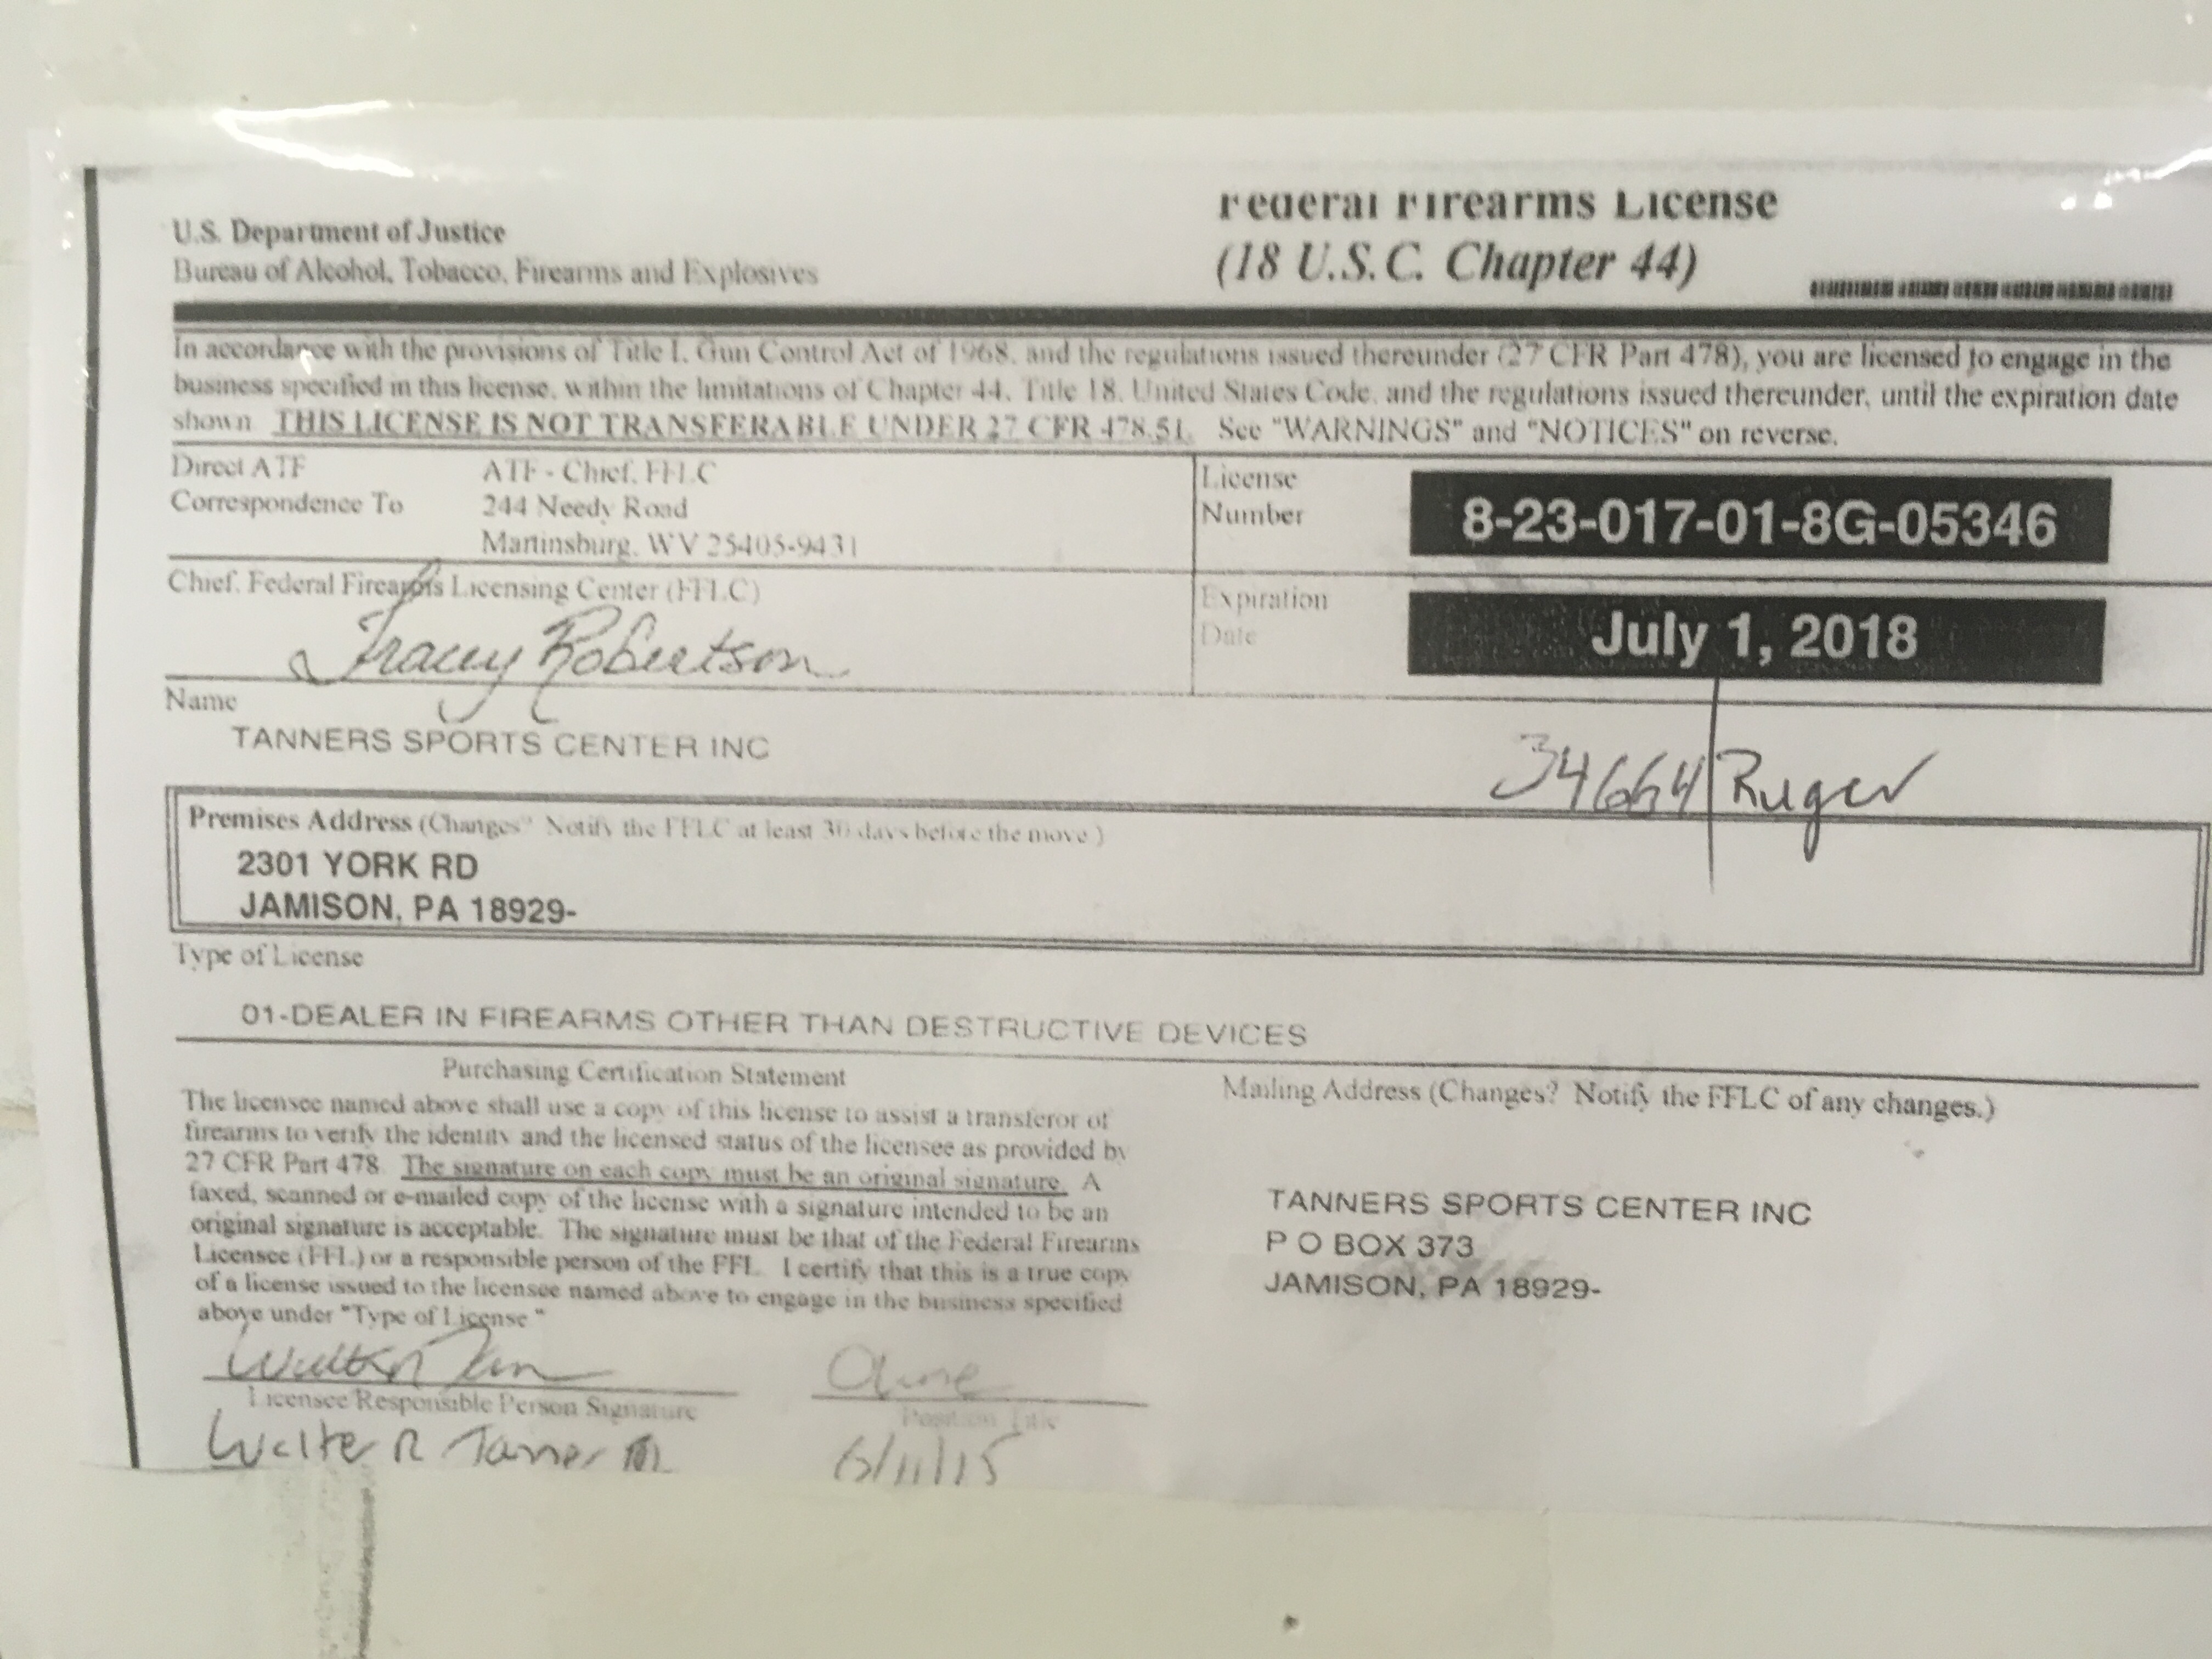 U.S. Department of Justice
Bureau of Alcohol, Tobacco, Firearms and Explosives
Federal Firearms License
(18 U.S.C. Chapter 44)
In accordance with the provisions of Title I, Gun Control Act of 1968, and the regulations issued thereunder (27 CFR Part 478), you are licensed to engage in the
business specified in this license, within the limitations of Chapter 44, Title 18, United States Code, and the regulations issued thereunder, until the expiration date
shown. THIS LICENSE IS NOT TRANSFERABLE UNDER 27 CFR 478.51. See "WARNINGS" and "NOTICES" on reverse.
Direct ATF
Correspondence To
ATF - Chief, FFLC
244 Needy Road
Martinsburg, WV 25405-9431
License
Number
8-23-017-01-8G-05346
Chief, Federal Firearms Licensing Center (FFLC)
Tracey Robertson
Expiration
Date
July 1, 2018
Name
TANNERS SPORTS CENTER INC
34664 Ruger
Premises Address (Changes? Notify the FFLC at least 30 days before the move.)
2301 YORK RD
JAMISON, PA 18929-
Type of License
01-DEALER IN FIREARMS OTHER THAN DESTRUCTIVE DEVICES
Purchasing Certification Statement
The licensee named above shall use a copy of this license to assist a transferor of
firearms to verify the identity and the licensed status of the licensee as provided by
27 CFR Part 478. The signature on each copy must be an original signature. A
faxed, scanned or e-mailed copy of the license with a signature intended to be an
original signature is acceptable. The signature must be that of the Federal Firearms
Licensee (FFL) or a responsible person of the FFL. I certify that this is a true copy
of a license issued to the licensee named above to engage in the business specified
above under "Type of License."
Licensee/Responsible Person Signature
Position/Title
Walter R Tanner III
6/11/15
Mailing Address (Changes? Notify the FFLC of any changes.)
TANNERS SPORTS CENTER INC
P O BOX 373
JAMISON, PA 18929-